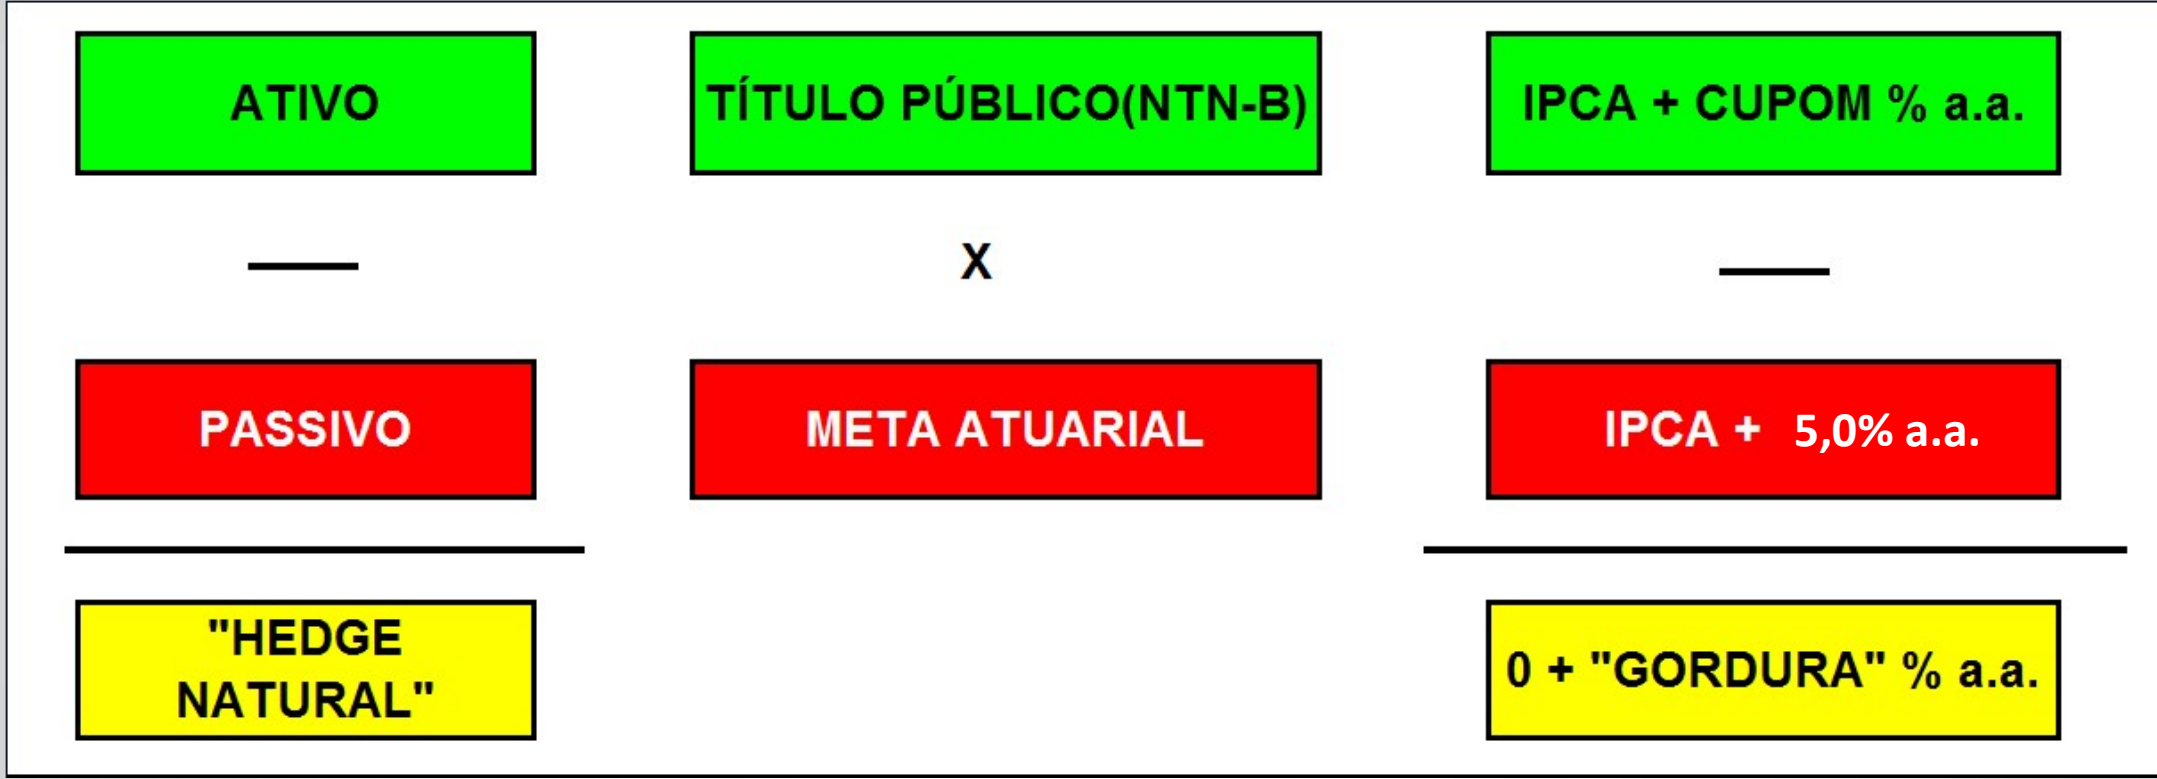 ATIVO
TÍTULO PÚBLICO(NTN-B)
IPCA + CUPOM % a.a.
X
PASSIVO
META ATUARIAL
IPCA + 5,0% a.a.
"HEDGE
NATURAL"
0 + "GORDURA" % a.a.